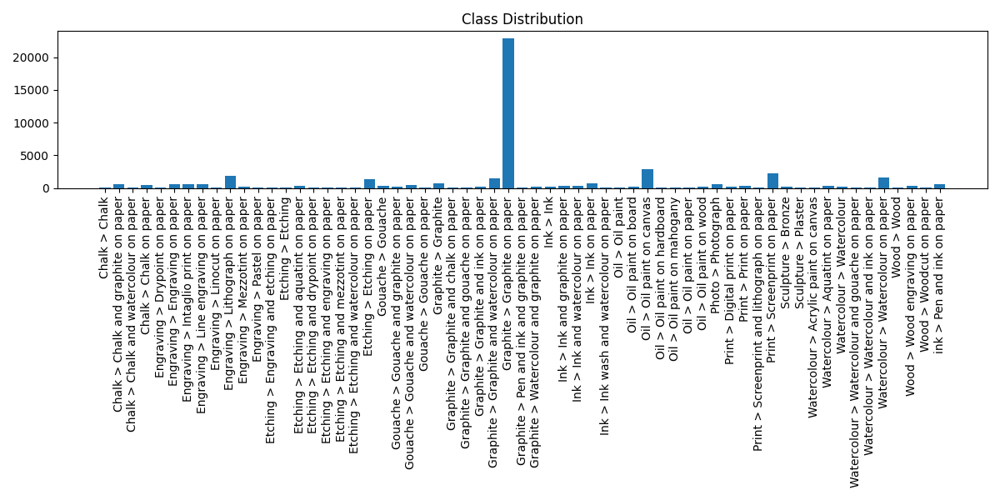 Class Distribution
20000
15000
10000
5000
0
Chalk > Chalk
Chalk > Chalk and graphite on paper
Chalk > Chalk and watercolour on paper
Chalk > Chalk on paper
Engraving > Drypoint on paper
Engraving > Engraving on paper
Engraving > Intaglio print on paper
Engraving > Line engraving on paper
Engraving > Linocut on paper
Engraving > Lithograph on paper
Engraving > Mezzotint on paper
Engraving > Pastel on paper
Etching > Engraving and etching on paper
Etching > Etching
Etching > Etching and aquatint on paper
Etching > Etching and drypoint on paper
Etching > Etching and engraving on paper
Etching > Etching and mezzotint on paper
Etching > Etching and watercolour on paper
Etching > Etching on paper
Gouache > Gouache
Gouache > Gouache and graphite on paper
Gouache > Gouache and watercolour on paper
Gouache > Gouache on paper
Graphite > Graphite
Graphite > Graphite and chalk on paper
Graphite > Graphite and gouache on paper
Graphite > Graphite and ink on paper
Graphite > Graphite and watercolour on paper
Graphite > Graphite on paper
Graphite > Pen and ink and graphite on paper
Graphite > Watercolour and graphite on paper
Ink > Ink
Ink > Ink and graphite on paper
Ink > Ink and watercolour on paper
Ink > Ink on paper
Ink > Ink wash and watercolour on paper
Oil > Oil paint
Oil > Oil paint on board
Oil > Oil paint on canvas
Oil > Oil paint on hardboard
Oil > Oil paint on mahogany
Oil > Oil paint on paper
Oil > Oil paint on wood
Photo > Photograph
Print > Digital print on paper
Print > Print on paper
Print > Screenprint and lithograph on paper
Print > Screenprint on paper
Sculpture > Bronze
Sculpture > Plaster
Watercolour > Acrylic paint on canvas
Watercolour > Aquatint on paper
Watercolour > Watercolour
Watercolour > Watercolour and gouache on paper
Watercolour > Watercolour and ink on paper
Watercolour > Watercolour on paper
Wood > Wood
Wood > Wood engraving on paper
Wood > Woodcut on paper
ink > Pen and ink on paper